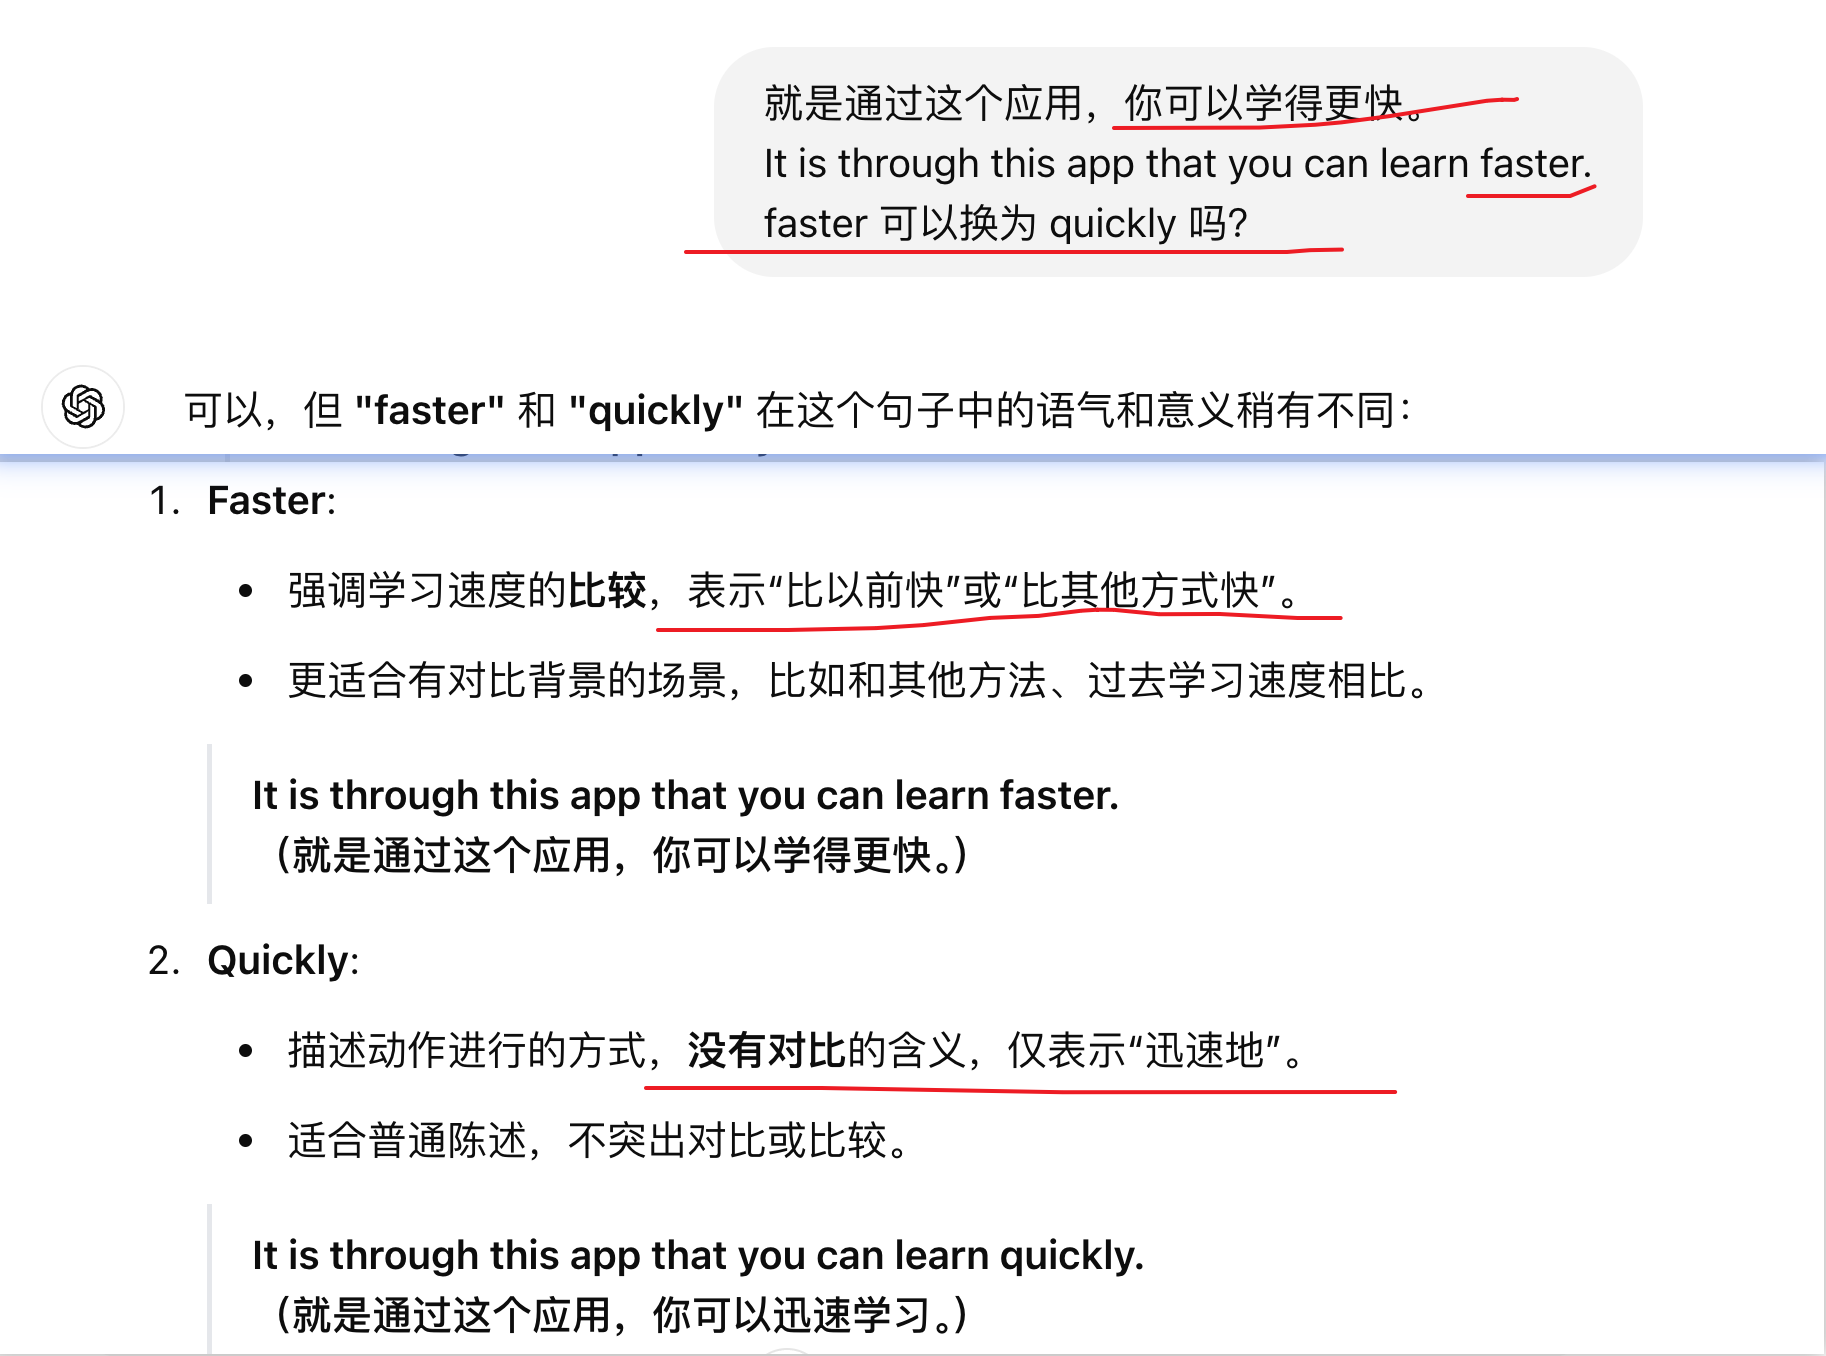 就是通过这个应用，你可以学得更快。
It is through this app that you can learn faster.
faster 可以换为 quickly 吗？
可以，但 "faster" 和 "quickly" 在这个句子中的语气和意义稍有不同：
1. Faster:
• 强调学习速度的比较，表示“比以前快”或“比其他方式快”。
• 更适合有对比背景的场景，比如和其他方法、过去学习速度相比。
It is through this app that you can learn faster.
（就是通过这个应用，你可以学得更快。）
2. Quickly:
• 描述动作进行的方式，没有对比的含义，仅表示“迅速地”。
• 适合普通陈述，不突出对比或比较。
It is through this app that you can learn quickly.
（就是通过这个应用，你可以迅速学习。）